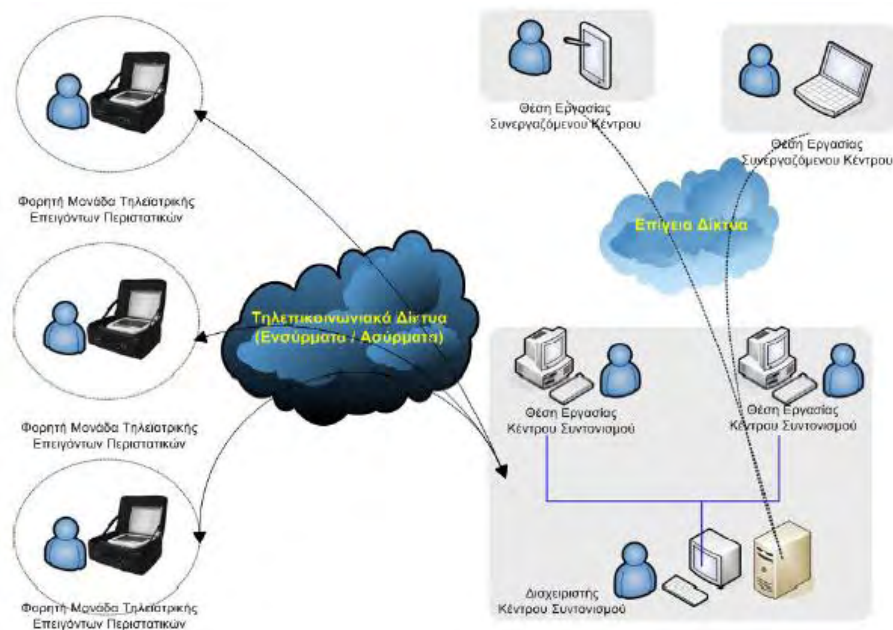 Θέση Εργασίας
Συνεργαζόμενου Κέντρου
Θέση Εργασίας
Συνεργαζόμενου Κέντρου
Φορητή Μονάδα Τηλεϊατρικής
Επειγόντων Περιστατικών
Επίγεια Δίκτυα
Τηλεπικοινωνιακά Δίκτυα
(Ενσύρματα / Ασύρματα)
Φορητή Μονάδα Τηλεϊατρικής
Επειγόντων Περιστατικών
Θέση Εργασίας
Κέντρου Συντονισμού
Θέση Εργασίας
Κέντρου Συντονισμού
Διαχειριστής
Κέντρου Συντονισμού
Φορητή Μονάδα Τηλεϊατρικής
Επειγόντων Περιστατικών